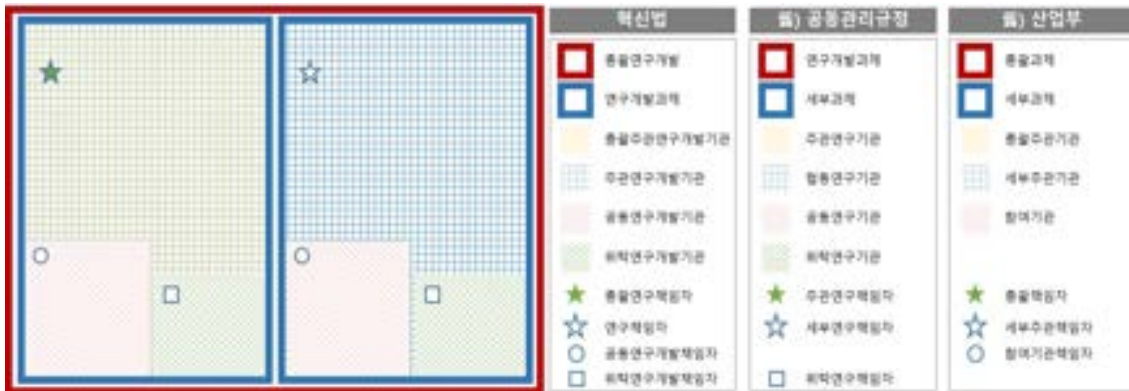 혁신법
총괄연구개발
연구개발과제
총괄주관연구개발기관
주관연구개발기관
공동연구개발기관
위탁연구개발기관
총괄연구책임자
연구책임자
공동연구개발책임자
위탁연구개발책임자
舊) 공동관리규정
연구개발과제
세부과제
주관연구기관
협동연구기관
공동연구기관
위탁연구기관
주관연구책임자
세부연구책임자
위탁연구책임자
舊) 산업부
총괄과제
세부과제
총괄주관기관
세부주관기관
참여기관
총괄책임자
세부주관책임자
참여기관책임자